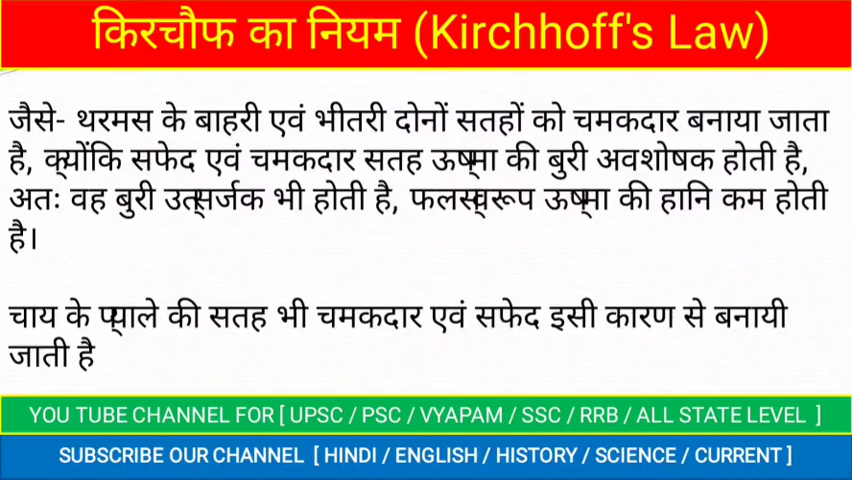 किरचौफ का नियम (Kirchhoff's Law)
जैसे- थरमस के बाहरी एवं भीतरी दोनों सतहों को चमकदार बनाया जाता
है, क्योंकि सफेद एवं चमकदार सतह ऊष्मा की बुरी अवशोषक होती है,
अतः वह बुरी उत्सर्जक भी होती है, फलस्वरूप ऊष्मा की हानि कम होती
है।
चाय के प्याले की सतह भी चमकदार एवं सफेद इसी कारण से बनायी
जाती है
YOU TUBE CHANNEL FOR [ UPSC / PSC / VYAPAM / SSC / RRB / ALL STATE LEVEL ]
SUBSCRIBE OUR CHANNEL [ HINDI / ENGLISH / HISTORY / SCIENCE / CURRENT ]